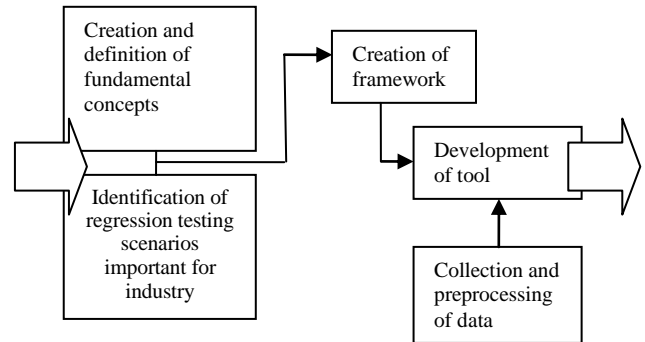 Creation and
definition of
fundamental
concepts
Identification of
regression testing
scenarios
important for
industry
Creation of
framework
Development
of tool
Collection and
preprocessing
of data